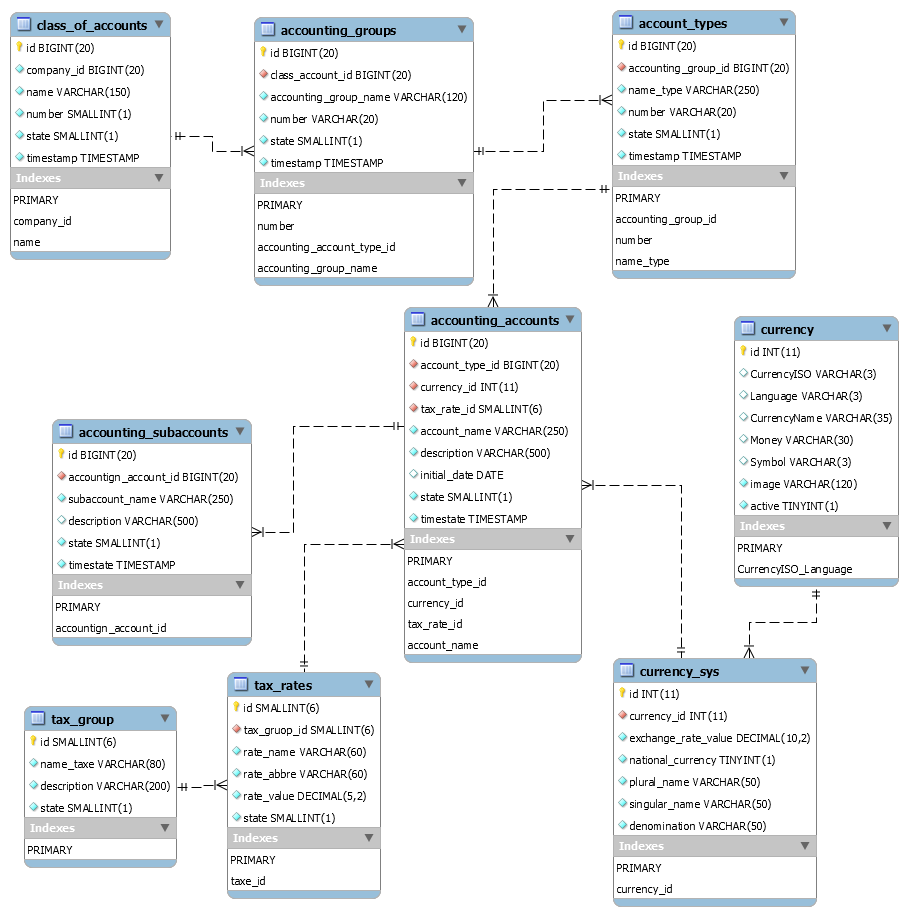 class_of_accounts
id BIGINT(20)
company_id BIGINT(20)
name VARCHAR(150)
number SMALLINT(1)
state SMALLINT(1)
timestamp TIMESTAMP
Indexes
PRIMARY
company_id
name
accounting_groups
id BIGINT(20)
class_account_id BIGINT(20)
accounting_group_name VARCHAR(120)
number VARCHAR(20)
state SMALLINT(1)
timestamp TIMESTAMP
Indexes
PRIMARY
number
accounting_account_type_id
accounting_group_name
account_types
id BIGINT(20)
accounting_group_id BIGINT(20)
name_type VARCHAR(250)
number VARCHAR(20)
state SMALLINT(1)
timestamp TIMESTAMP
Indexes
PRIMARY
accounting_group_id
number
name_type
accounting_accounts
id BIGINT(20)
account_type_id BIGINT(20)
currency_id INT(11)
tax_rate_id SMALLINT(6)
account_name VARCHAR(250)
description VARCHAR(500)
initial_date DATE
state SMALLINT(1)
timestate TIMESTAMP
Indexes
PRIMARY
account_type_id
currency_id
tax_rate_id
account_name
currency
id INT(11)
CurrencyISO VARCHAR(3)
Language VARCHAR(3)
CurrencyName VARCHAR(35)
Money VARCHAR(30)
Symbol VARCHAR(3)
image VARCHAR(120)
active TINYINT(1)
Indexes
PRIMARY
CurrencyISO_Language
accounting_subaccounts
id BIGINT(20)
accountign_account_id BIGINT(20)
subaccount_name VARCHAR(250)
description VARCHAR(500)
state SMALLINT(1)
timestate TIMESTAMP
Indexes
PRIMARY
accountign_account_id
tax_group
id SMALLINT(6)
name_taxe VARCHAR(80)
description VARCHAR(200)
state SMALLINT(1)
Indexes
PRIMARY
tax_rates
id SMALLINT(6)
tax_gruop_id SMALLINT(6)
rate_name VARCHAR(60)
rate_abbre VARCHAR(60)
rate_value DECIMAL(5,2)
state SMALLINT(1)
Indexes
PRIMARY
taxe_id
currency_sys
id INT(11)
currency_id INT(11)
exchange_rate_value DECIMAL(10,2)
national_currency TINYINT(1)
plural_name VARCHAR(50)
singular_name VARCHAR(50)
denomination VARCHAR(50)
Indexes
PRIMARY
currency_id